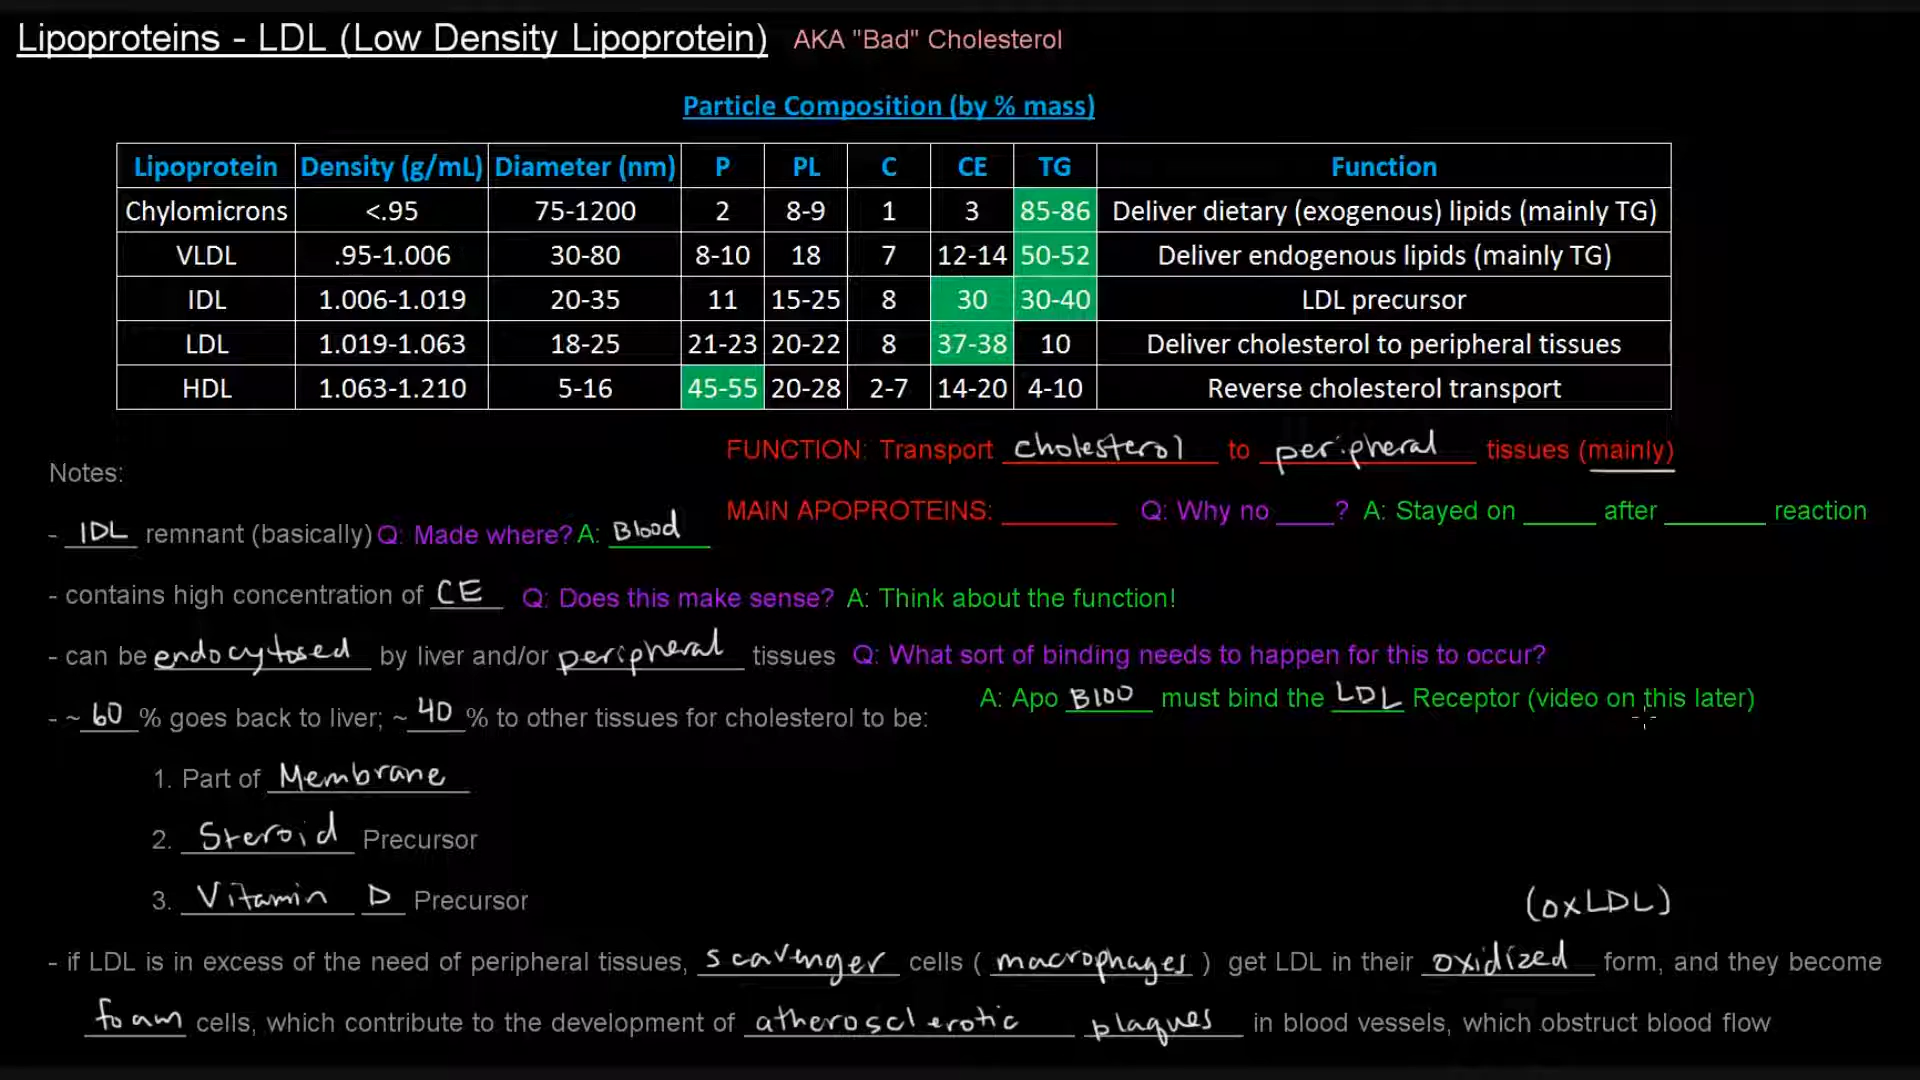 Lipoproteins - LDL (Low Density Lipoprotein) AKA "Bad" Cholesterol
Particle Composition (by % mass)
Lipoprotein Density (g/mL) Diameter (nm) P PL C CE TG Function
Chylomicrons <.95 75-1200 2 8-9 1 3 85-86 Deliver dietary (exogenous) lipids (mainly TG)
VLDL .95-1.006 30-80 8-10 18 7 12-14 50-52 Deliver endogenous lipids (mainly TG)
IDL 1.006-1.019 20-35 11 15-25 8 30 30-40 LDL precursor
LDL 1.019-1.063 18-25 21-23 20-22 8 37-38 10 Deliver cholesterol to peripheral tissues
HDL 1.063-1.210 5-16 45-55 20-28 2-7 14-20 4-10 Reverse cholesterol transport
FUNCTION: Transport cholesterol to peripheral tissues (mainly)
Notes:
MAIN APOPROTEINS: ______ Q: Why no ____? A: Stayed on _____ after _______ reaction
- IDL remnant (basically) Q: Made where? A: Blood
- contains high concentration of CE Q: Does this make sense? A: Think about the function!
- can be endocytosed by liver and/or peripheral tissues Q: What sort of binding needs to happen for this to occur?
A: Apo B100 must bind the LDL Receptor (video on this later)
- ~ 60 % goes back to liver; ~ 40 % to other tissues for cholesterol to be:
1. Part of Membrane
2. Steroid Precursor
3. Vitamin D Precursor
(oxLDL)
- if LDL is in excess of the need of peripheral tissues, scavenger cells ( macrophages ) get LDL in their oxidized form, and they become
foam cells, which contribute to the development of atherosclerotic plaques in blood vessels, which obstruct blood flow